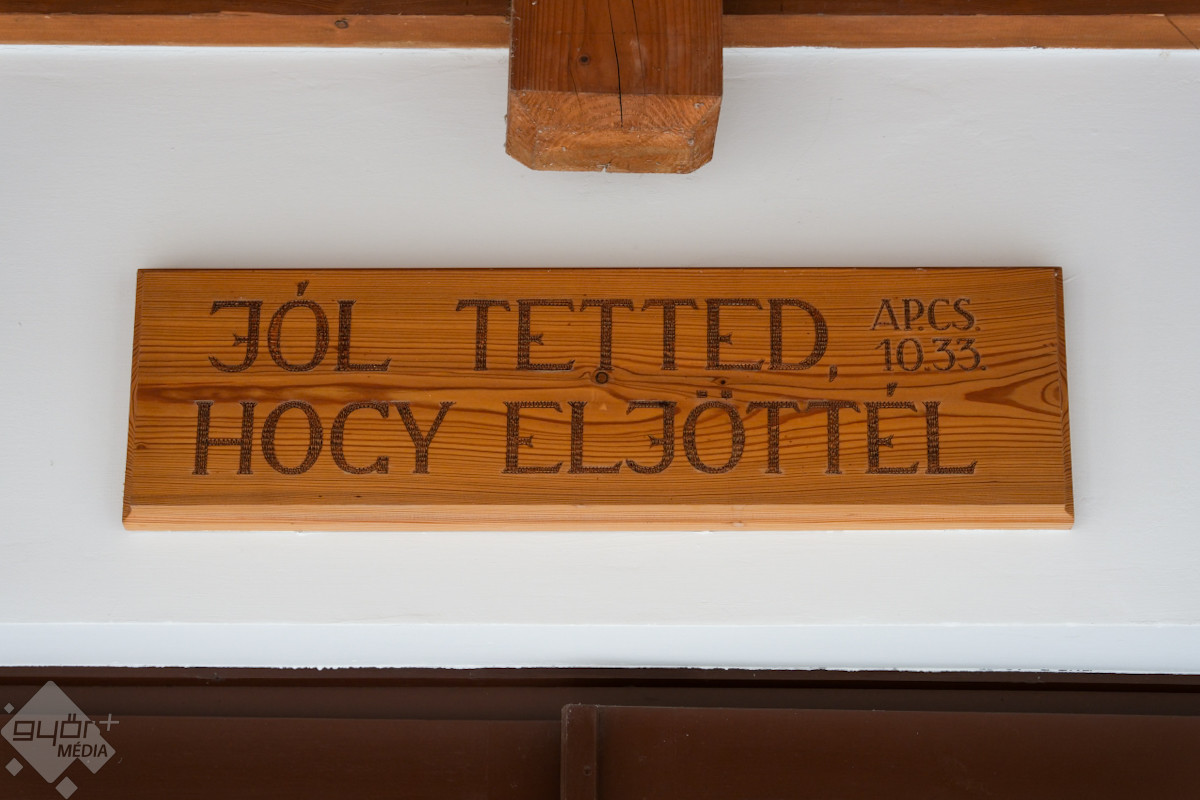 JÓL TETTED, AP.CS.
10.33.
HOGY ELJÖTTÉL
győr+
MÉDIA